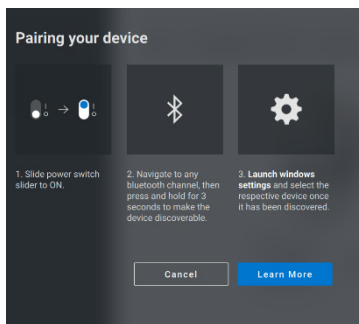 Pairing your device
1. Slide power switch
slider to ON.
2. Navigate to any
bluetooth channel, then
press and hold for 3
seconds to make the
device discoverable.
3. Launch windows
settings and select the
respective device once
it has been discovered.
Cancel
Learn More